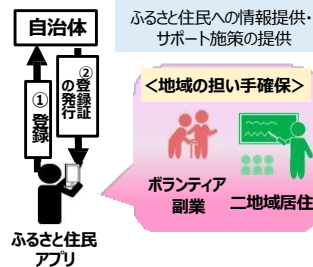 自治体
ふるさと住民への情報提供・
サポート施策の提供
①登録
②登録証
の発行
＜地域の担い手確保＞
ボランティア
副業
二地域居住
ふるさと住民
アプリ